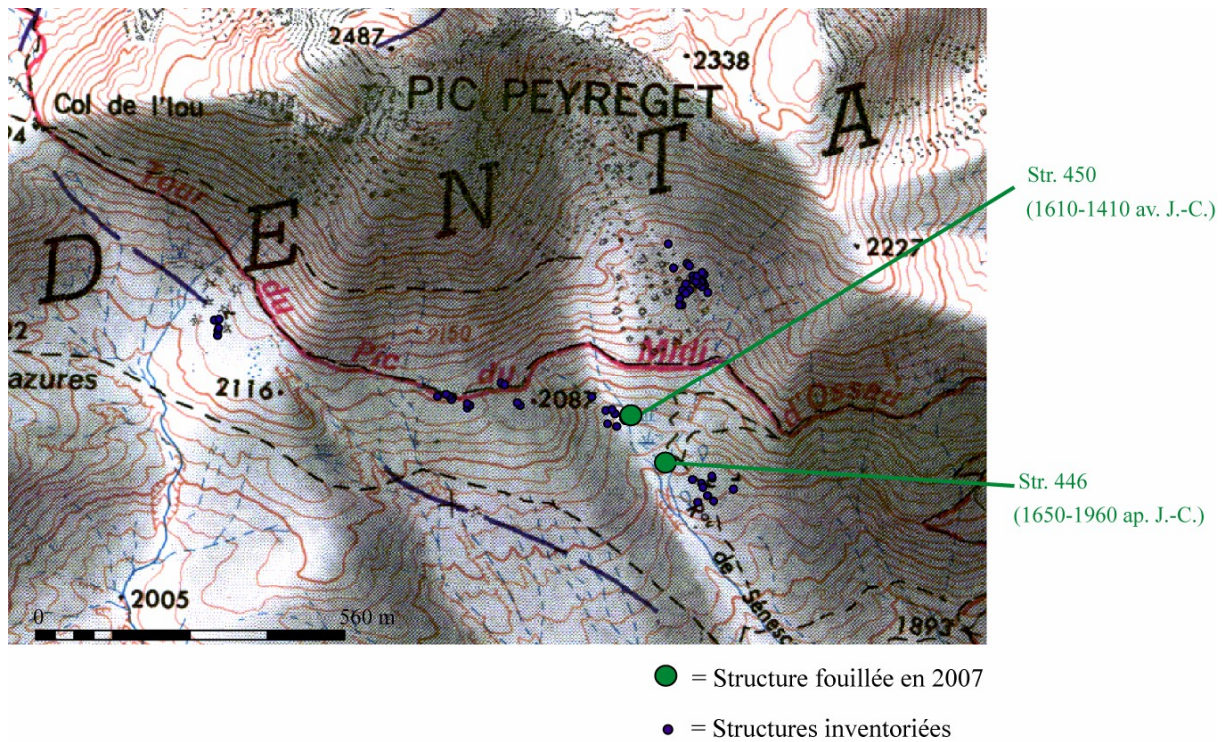 2487
2338
PIC PEYREGET
Col de l'Iou
D E N T A
Str. 450
(1610-1410 av. J.-C.)
Tour du Pic du Midi d'Ossau
2227
2150
azures
2116
2087
Str. 446
(1650-1960 ap. J.-C.)
de Sénesc
2005
1893
0
560 m
= Structure fouillée en 2007
= Structures inventoriées